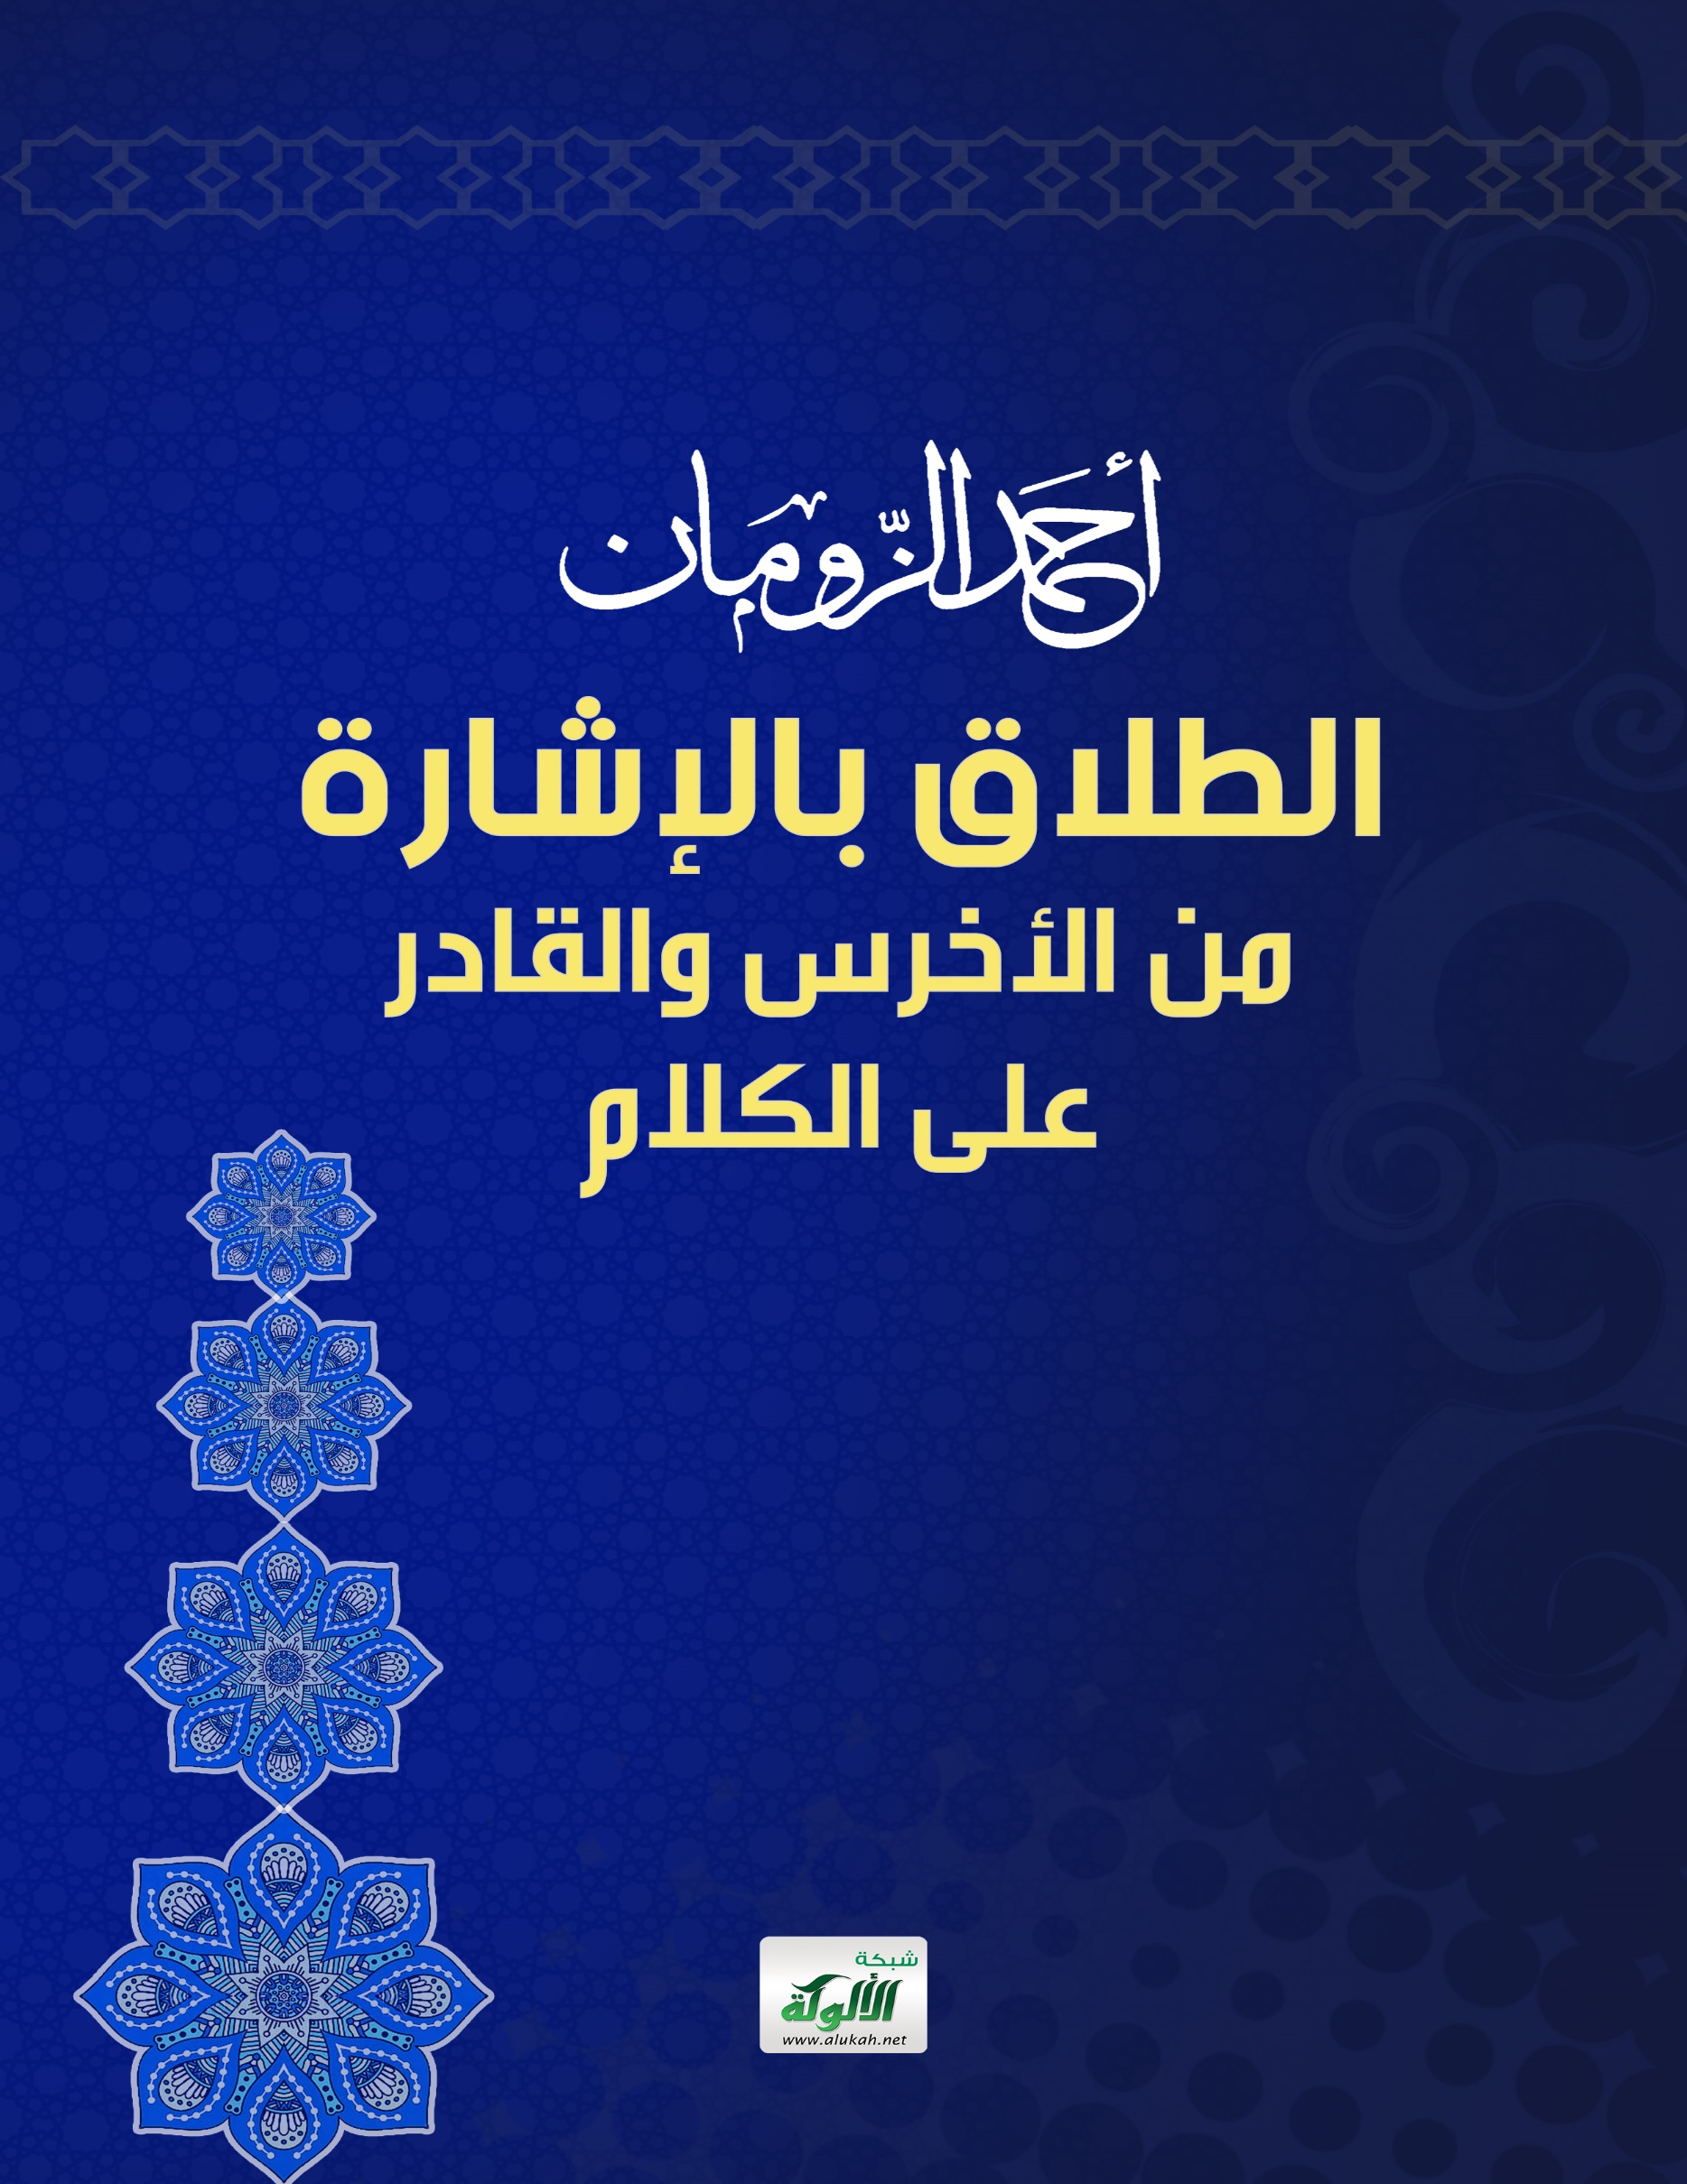 أحمد الزومان
الطلاق بالإشارة
من الأخرس والقادر
على الكلام
شبكة
الألوكة
www.alukah.net